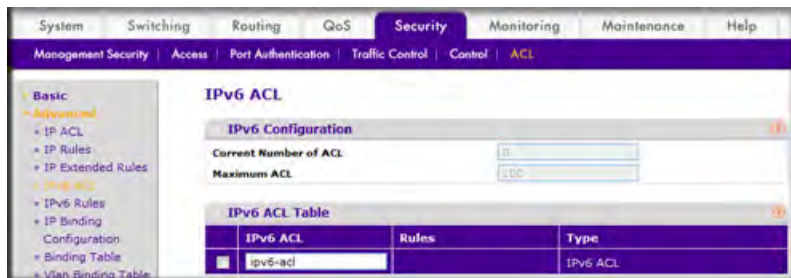 System Switching Routing QoS Security Monitoring Maintenance Help
Management Security Access Port Authentication Traffic Control Control ACL
Basic
Advanced
IP ACL
IP Rules
IP Extended Rules
IPv6 ACL
IPv6 Rules
IP Binding
Configuration
Binding Table
Vlan Binding Table
IPv6 ACL
IPv6 Configuration
Current Number of ACL 0
Maximum ACL 100
IPv6 ACL Table
IPv6 ACL Rules Type
ipv6-acl IPv6 ACL